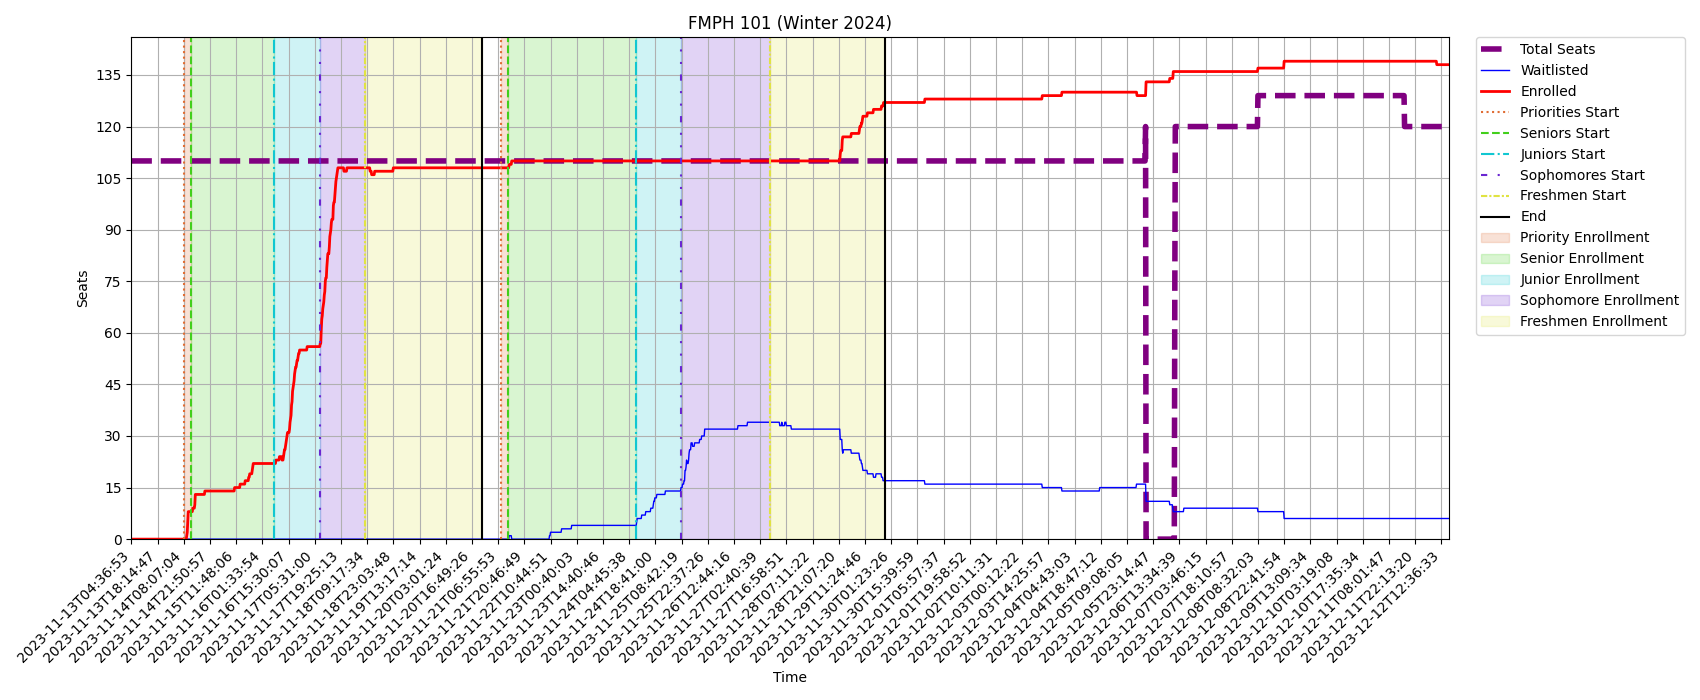 FMPH 101 (Winter 2024)
Seats
135
120
105
90
75
60
45
30
15
0
2023-11-13T04:36:53
2023-11-13T18:14:47
2023-11-14T08:07:04
2023-11-14T21:50:57
2023-11-15T11:48:06
2023-11-16T01:33:54
2023-11-16T15:30:07
2023-11-17T05:31:00
2023-11-17T19:25:13
2023-11-18T09:17:34
2023-11-18T23:03:48
2023-11-19T13:17:14
2023-11-20T03:01:24
2023-11-20T16:49:26
2023-11-21T06:55:53
2023-11-21T20:46:49
2023-11-22T10:44:51
2023-11-23T00:40:03
2023-11-23T14:40:46
2023-11-24T04:45:38
2023-11-24T18:41:00
2023-11-25T08:42:19
2023-11-25T22:37:26
2023-11-26T12:44:16
2023-11-27T02:40:39
2023-11-27T16:58:51
2023-11-28T07:11:22
2023-11-28T21:07:20
2023-11-29T11:24:46
2023-11-30T01:23:26
2023-11-30T15:39:59
2023-12-01T05:57:37
2023-12-01T19:58:52
2023-12-02T10:11:31
2023-12-03T00:12:22
2023-12-03T14:25:57
2023-12-04T04:43:03
2023-12-04T18:47:12
2023-12-05T09:08:05
2023-12-05T23:14:47
2023-12-06T13:34:39
2023-12-07T03:46:15
2023-12-07T18:10:57
2023-12-08T08:32:03
2023-12-08T22:41:54
2023-12-09T13:09:34
2023-12-10T03:19:08
2023-12-10T17:35:34
2023-12-11T08:01:47
2023-12-11T22:13:20
2023-12-12T12:36:33
Time
Total Seats
Waitlisted
Enrolled
Priorities Start
Seniors Start
Juniors Start
Sophomores Start
Freshmen Start
End
Priority Enrollment
Senior Enrollment
Junior Enrollment
Sophomore Enrollment
Freshmen Enrollment